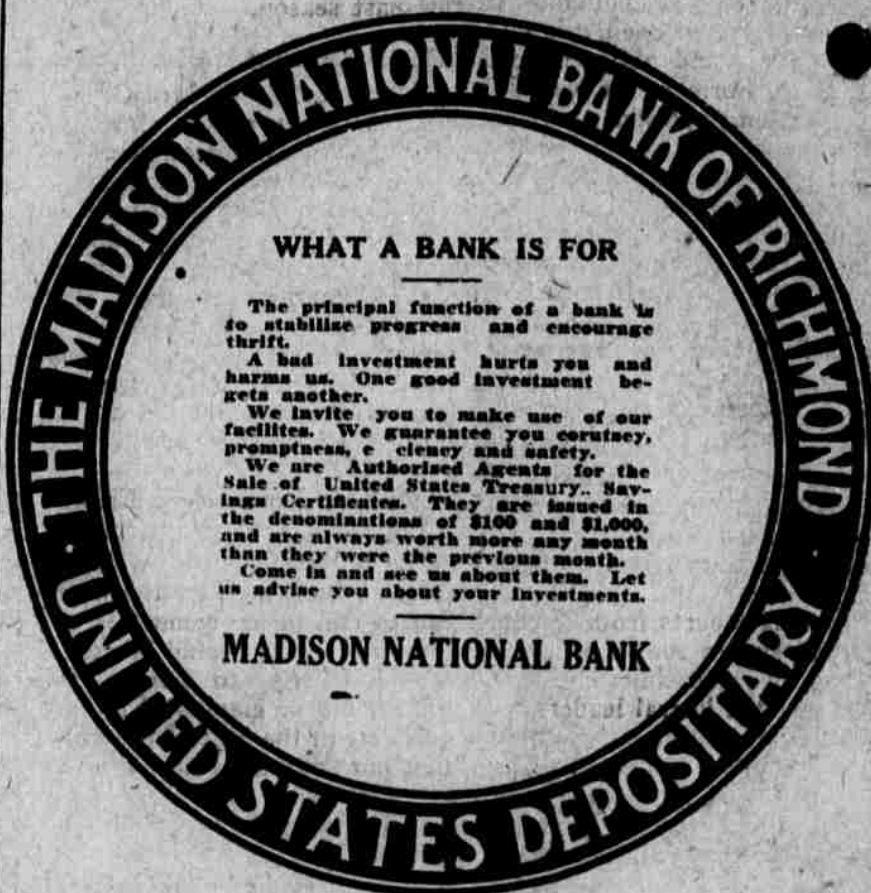 THE MADISON NATIONAL BANK OF RICHMOND
WHAT A BANK IS FOR
The principal function of a bank is
to stabilise progress and encourage
thrift.
A bad investment hurts you and
harms us. One good investment be-
gets another.
We invite you to make use of our
facilites. We guarantee you corutsey,
promptness, e ciency and safety.
We are Authorised Agents for the
Sale of United States Treasury.. Sav-
ings Certificates. They are issued in
the denominations of $100 and $1,000,
and are always worth more any month
than they were the previous month.
Come in and see us about them. Let
us advise you about your investments.
MADISON NATIONAL BANK
· UNITED STATES DEPOSITARY ·